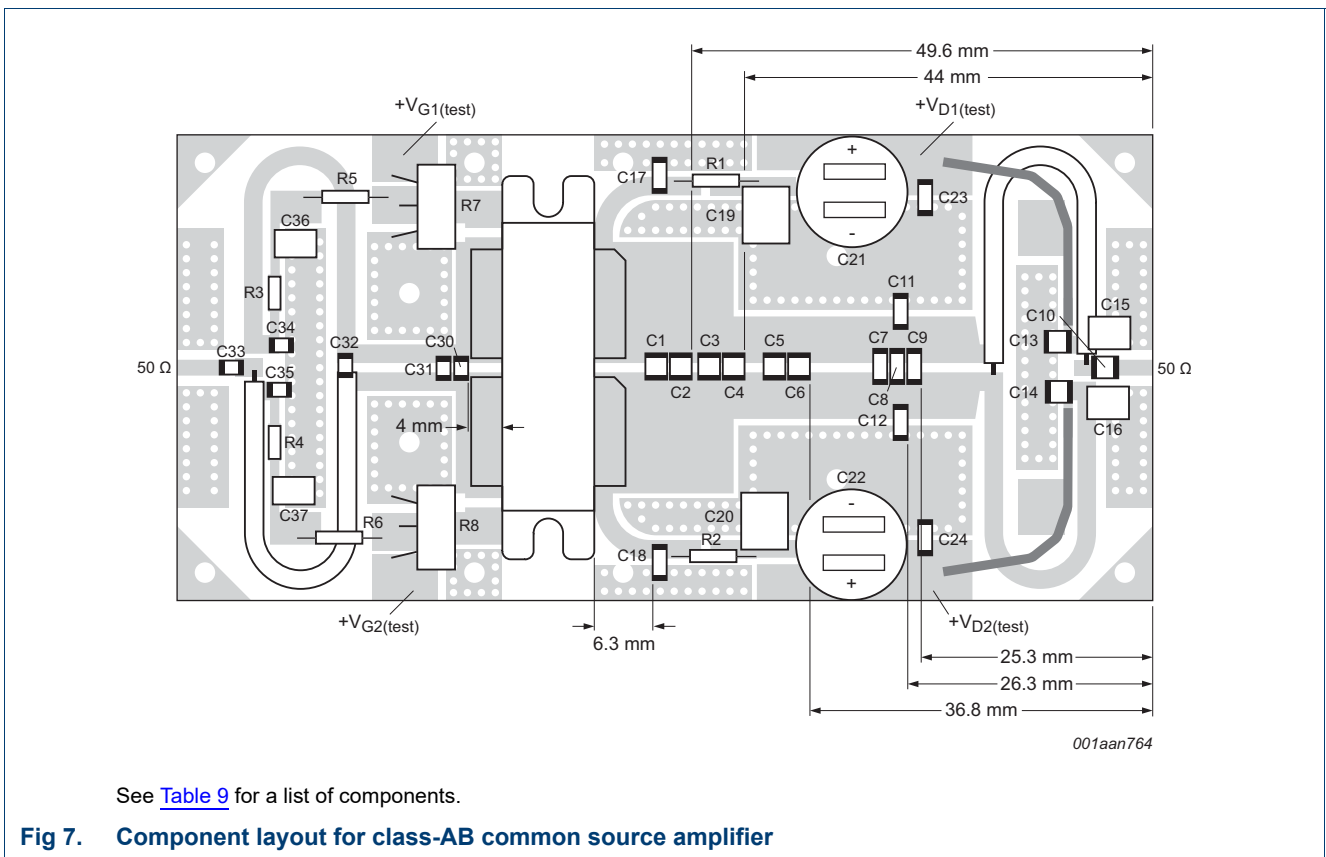 49.6 mm
44 mm
+VG1(test)
+VD1(test)
C17
R1
R5
R7
C19
+
-
C21
C23
C36
R3
C34
C33
C32
C30
C31
50 Ω
C35
C1
C3
C5
C2
C4
C6
C11
C7
C9
C8
C12
C10
C15
C13
C14
C16
50 Ω
4 mm
R4
C37
R6
R8
C20
C22
-
+
C18
R2
C24
+VG2(test)
+VD2(test)
6.3 mm
25.3 mm
26.3 mm
36.8 mm
001aan764
See Table 9 for a list of components.
Fig 7. Component layout for class-AB common source amplifier